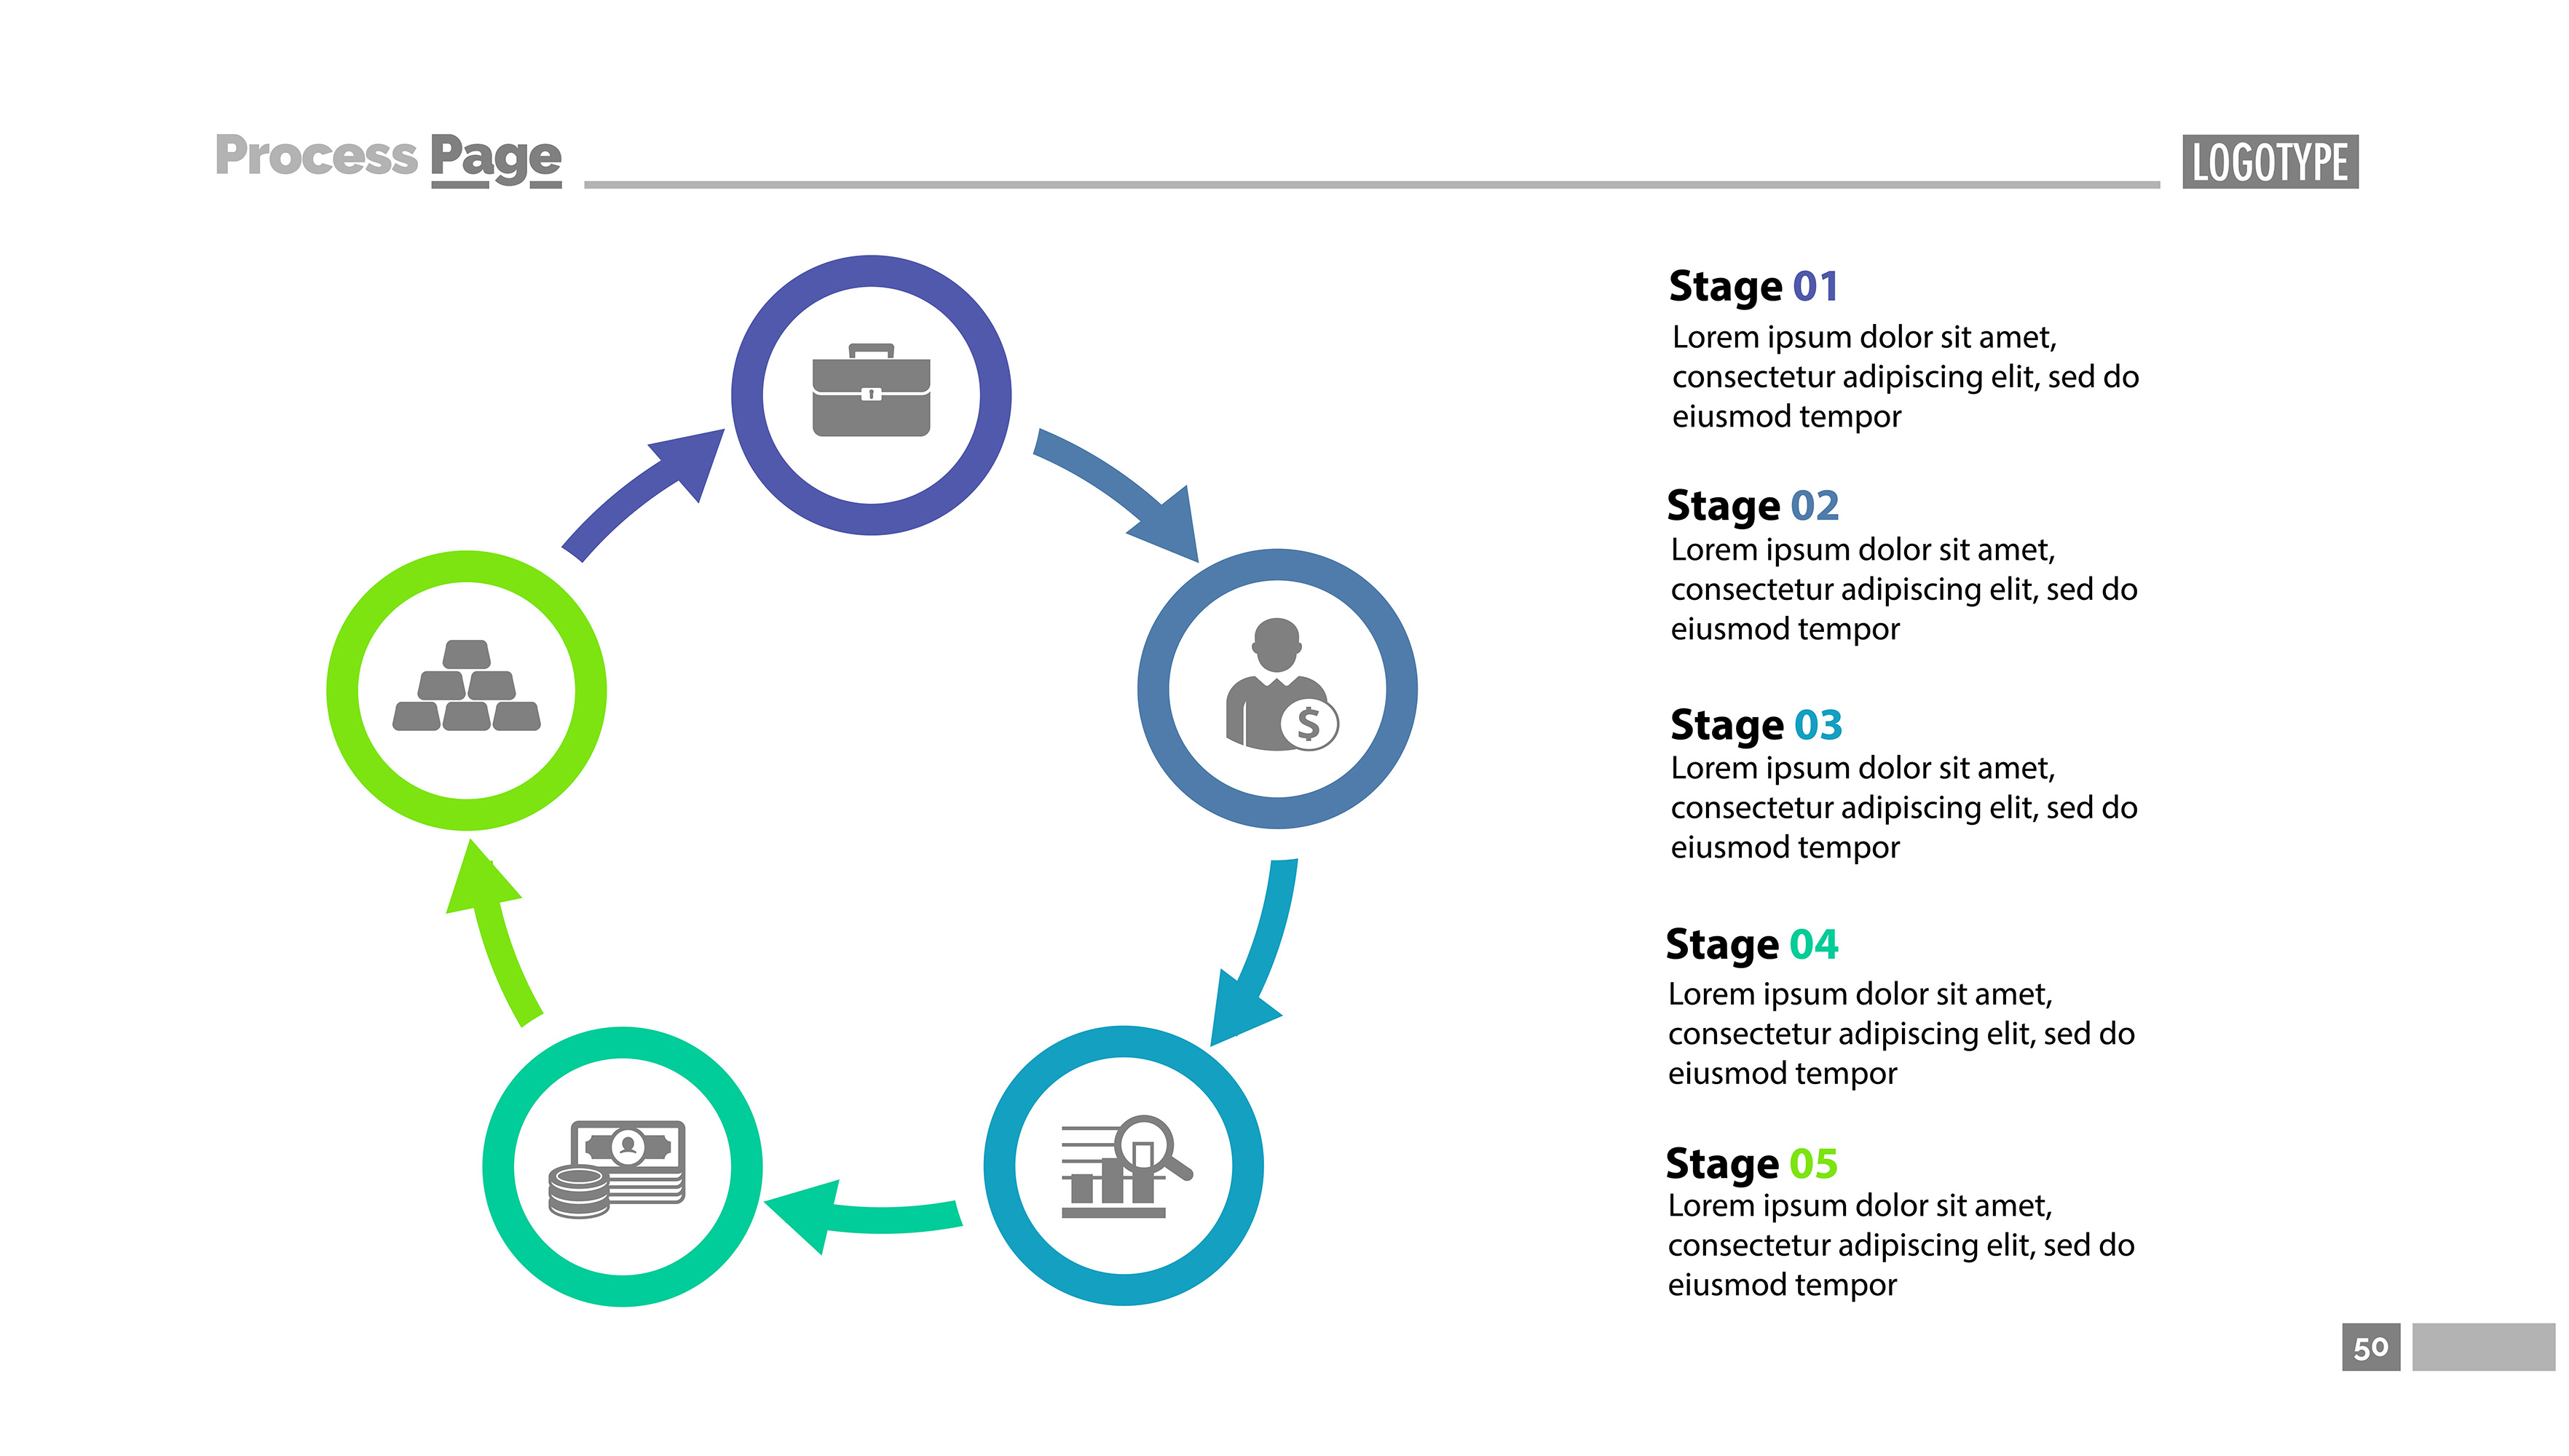 Process Page
LOGOTYPE
Stage 01
Lorem ipsum dolor sit amet,
consectetur adipiscing elit, sed do
eiusmod tempor
Stage 02
Lorem ipsum dolor sit amet,
consectetur adipiscing elit, sed do
eiusmod tempor
Stage 03
Lorem ipsum dolor sit amet,
consectetur adipiscing elit, sed do
eiusmod tempor
Stage 04
Lorem ipsum dolor sit amet,
consectetur adipiscing elit, sed do
eiusmod tempor
Stage 05
Lorem ipsum dolor sit amet,
consectetur adipiscing elit, sed do
eiusmod tempor
$
50